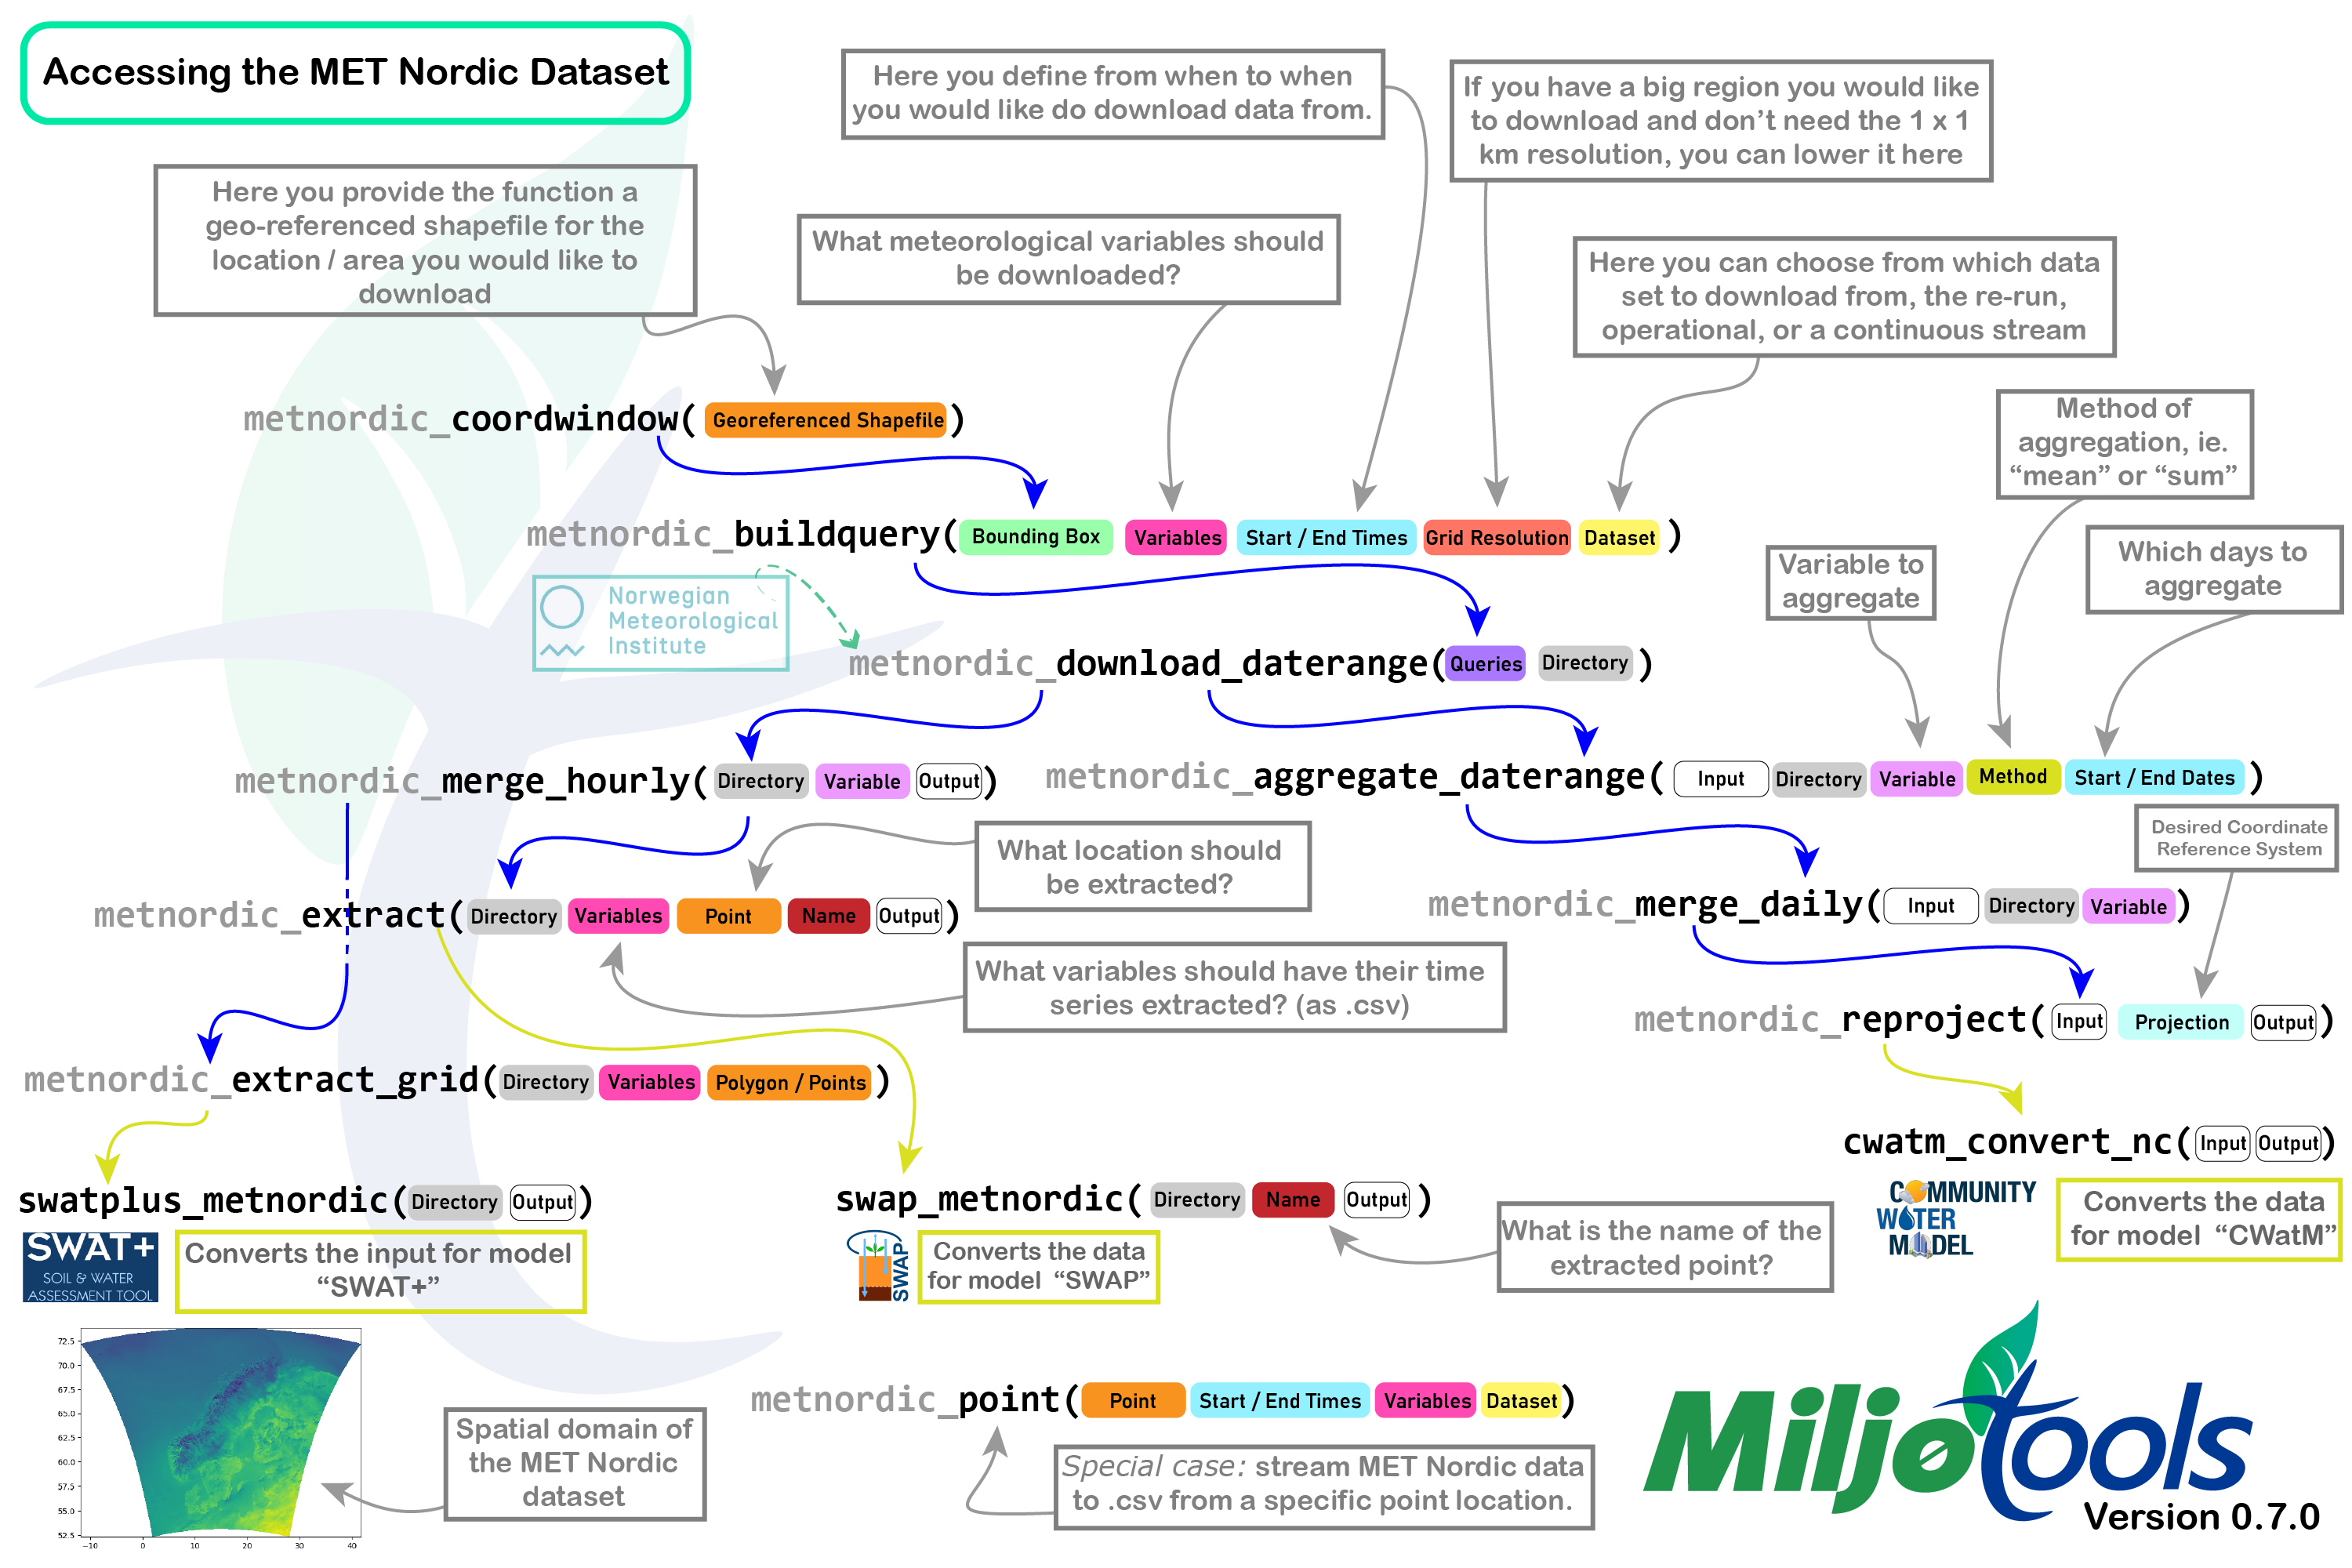 Accessing the MET Nordic Dataset
Here you define from when to when
you would like do download data from.
If you have a big region you would like
to download and don’t need the 1 x 1
km resolution, you can lower it here
Here you provide the function a
geo-referenced shapefile for the
location / area you would like to
download
What meteorological variables should
be downloaded?
Here you can choose from which data
set to download from, the re-run,
operational, or a continuous stream
metnordic_coordwindow( Georeferenced Shapefile )
Method of
aggregation, ie.
“mean” or “sum”
metnordic_buildquery( Bounding Box Variables Start / End Times Grid Resolution Dataset )
Variable to
aggregate
Which days to
aggregate
Norwegian
Meteorological
Institute
metnordic_download_daterange( Queries Directory )
metnordic_merge_hourly( Directory Variable Output )
metnordic_aggregate_daterange( Input Directory Variable Method Start / End Dates )
Desired Coordinate
Reference System
What location should
be extracted?
metnordic_extract( Directory Variables Point Name Output )
metnordic_merge_daily( Input Directory Variable )
What variables should have their time
series extracted? (as .csv)
metnordic_reproject( Input Projection Output )
metnordic_extract_grid( Directory Variables Polygon / Points )
cwatm_convert_nc( Input Output )
swatplus_metnordic( Directory Output )
swap_metnordic( Directory Name Output )
What is the name of the
extracted point?
COMMUNITY
WATER
MODEL
Converts the data
for model “CWatM”
SWAT+
SOIL & WATER
ASSESSMENT TOOL
Converts the input for model
“SWAT+”
SWAP
Converts the data
for model “SWAP”
72.5
70.0
67.5
65.0
62.5
60.0
57.5
55.0
52.5
−10 0 10 20 30 40
Spatial domain of
the MET Nordic
dataset
metnordic_point( Point Start / End Times Variables Dataset )
Special case: stream MET Nordic data
to .csv from a specific point location.
Miljøtools
Version 0.7.0